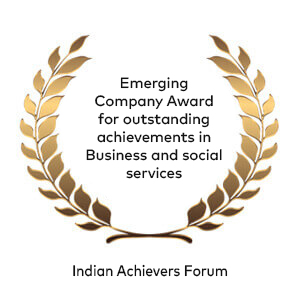 Emerging
Company Award
for outstanding
achievements in
Business and social
services
Indian Achievers Forum